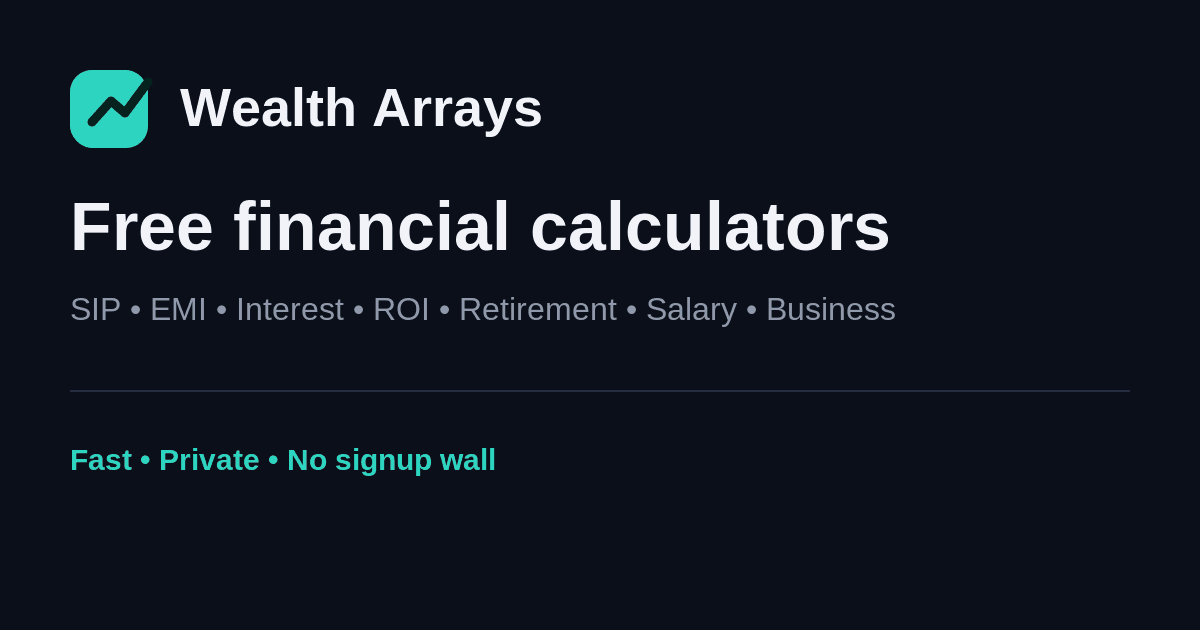 Wealth Arrays
Free financial calculators
SIP • EMI • Interest • ROI • Retirement • Salary • Business
Fast • Private • No signup wall